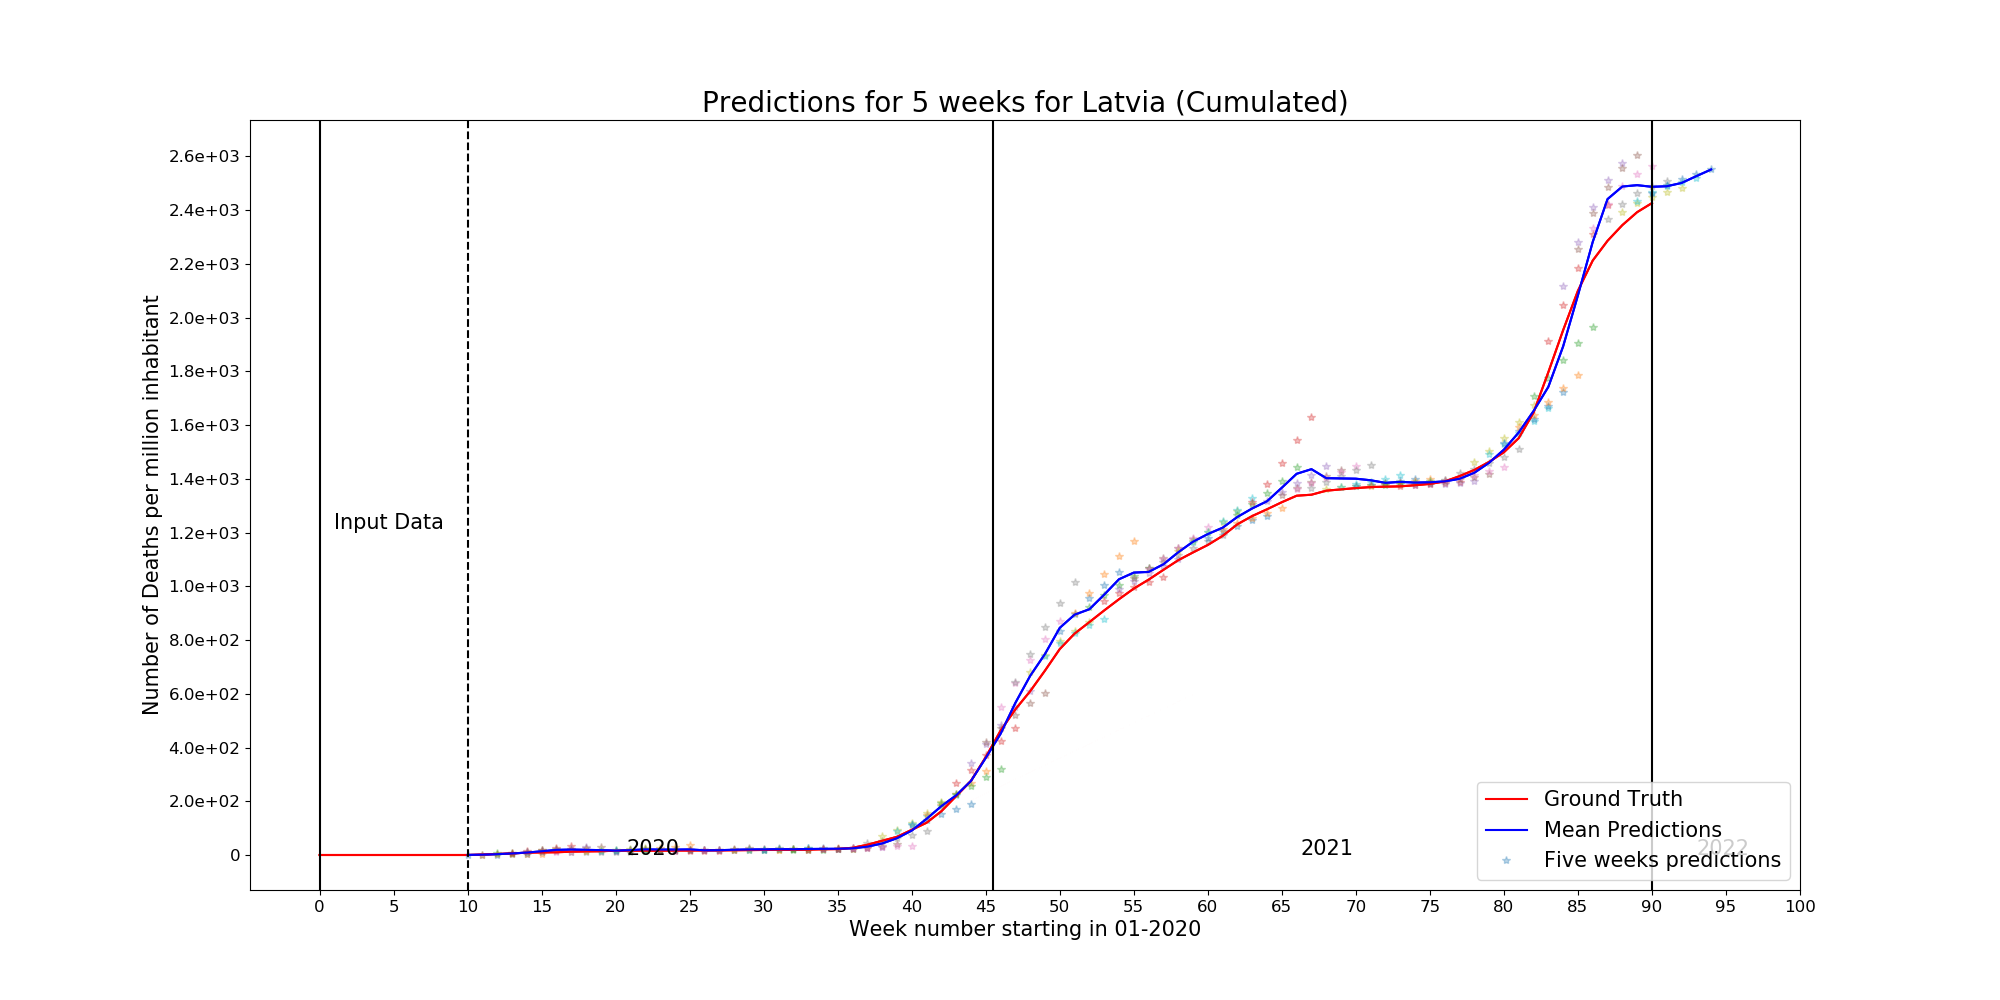 Predictions for 5 weeks for Latvia (Cumulated)
Number of Deaths per million inhabitant
2.6e+03
2.4e+03
2.2e+03
2.0e+03
1.8e+03
1.6e+03
1.4e+03
1.2e+03
1.0e+03
8.0e+02
6.0e+02
4.0e+02
2.0e+02
0
Input Data
2020
2021
2022
Ground Truth
Mean Predictions
Five weeks predictions
0 5 10 15 20 25 30 35 40 45 50 55 60 65 70 75 80 85 90 95 100
Week number starting in 01-2020